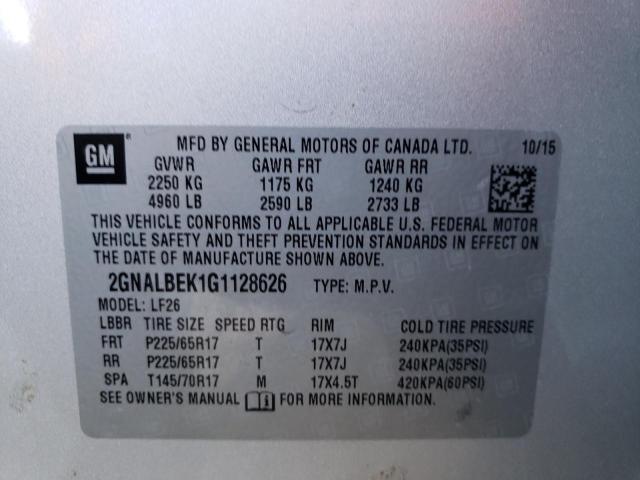 GM MFD BY GENERAL MOTORS OF CANADA LTD. 10/15
GVWR GAWR FRT GAWR RR
2250 KG 1175 KG 1240 KG
4960 LB 2590 LB 2733 LB
THIS VEHICLE CONFORMS TO ALL APPLICABLE U.S. FEDERAL MOTOR
VEHICLE SAFETY AND THEFT PREVENTION STANDARDS IN EFFECT ON
THE DATE OF MANUFACTURE SHOWN ABOVE.
2GNALBEK1G1128626 TYPE: M.P.V.
MODEL: LF26
LBBR TIRE SIZE SPEED RTG RIM COLD TIRE PRESSURE
FRT P225/65R17 T 17X7J 240KPA(35PSI)
RR P225/65R17 T 17X7J 240KPA(35PSI)
SPA T145/70R17 M 17X4.5T 420KPA(60PSI)
SEE OWNER'S MANUAL FOR MORE INFORMATION.